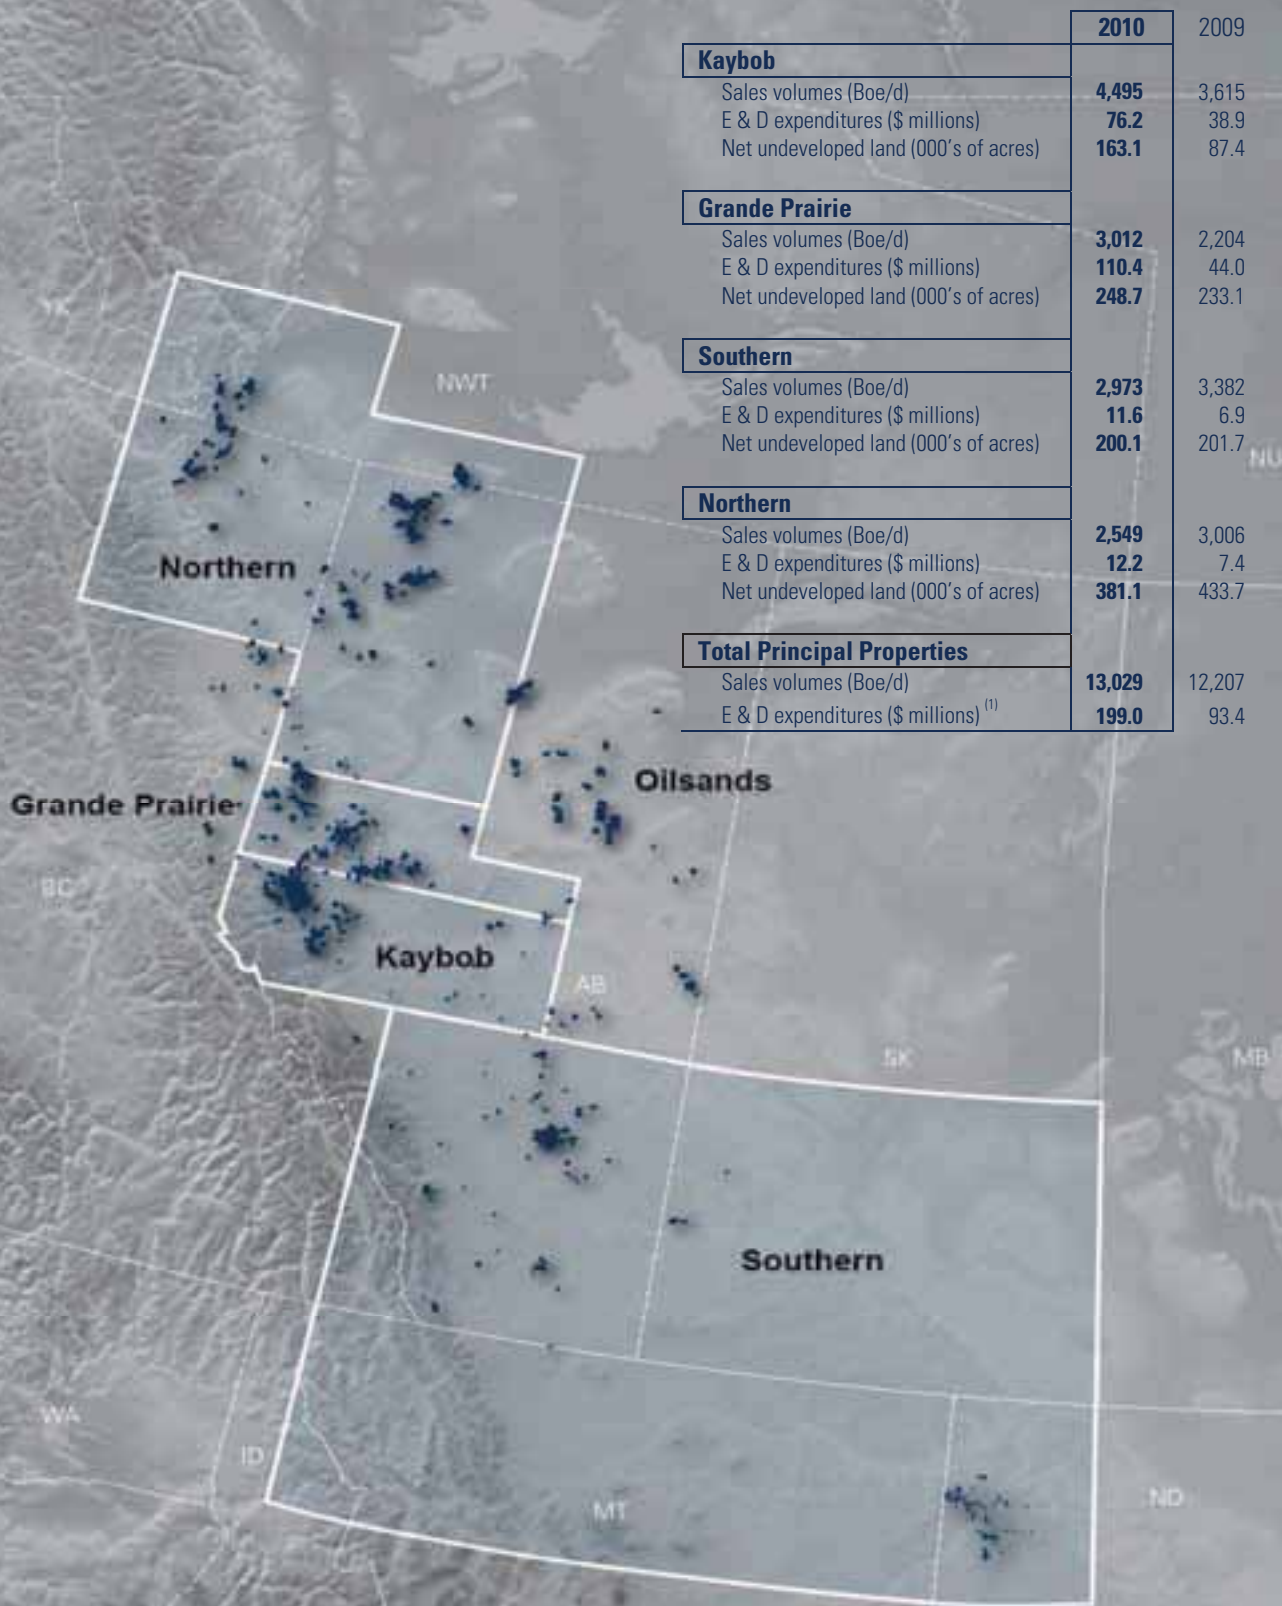 2010 2009
Kaybob
Sales volumes (Boe/d) 4,495 3,615
E & D expenditures ($ millions) 76.2 38.9
Net undeveloped land (000's of acres) 163.1 87.4
Grande Prairie
Sales volumes (Boe/d) 3,012 2,204
E & D expenditures ($ millions) 110.4 44.0
Net undeveloped land (000's of acres) 248.7 233.1
Southern
Sales volumes (Boe/d) 2,973 3,382
E & D expenditures ($ millions) 11.6 6.9
Net undeveloped land (000's of acres) 200.1 201.7
Northern
Sales volumes (Boe/d) 2,549 3,006
E & D expenditures ($ millions) 12.2 7.4
Net undeveloped land (000's of acres) 381.1 433.7
Total Principal Properties
Sales volumes (Boe/d) 13,029 12,207
E & D expenditures ($ millions) (1) 199.0 93.4
YK
NWT
NU
Northern
Oilsands
Grande Prairie
BC
Kaybob
AB
SK
MB
Southern
WA
ID
MT
ND